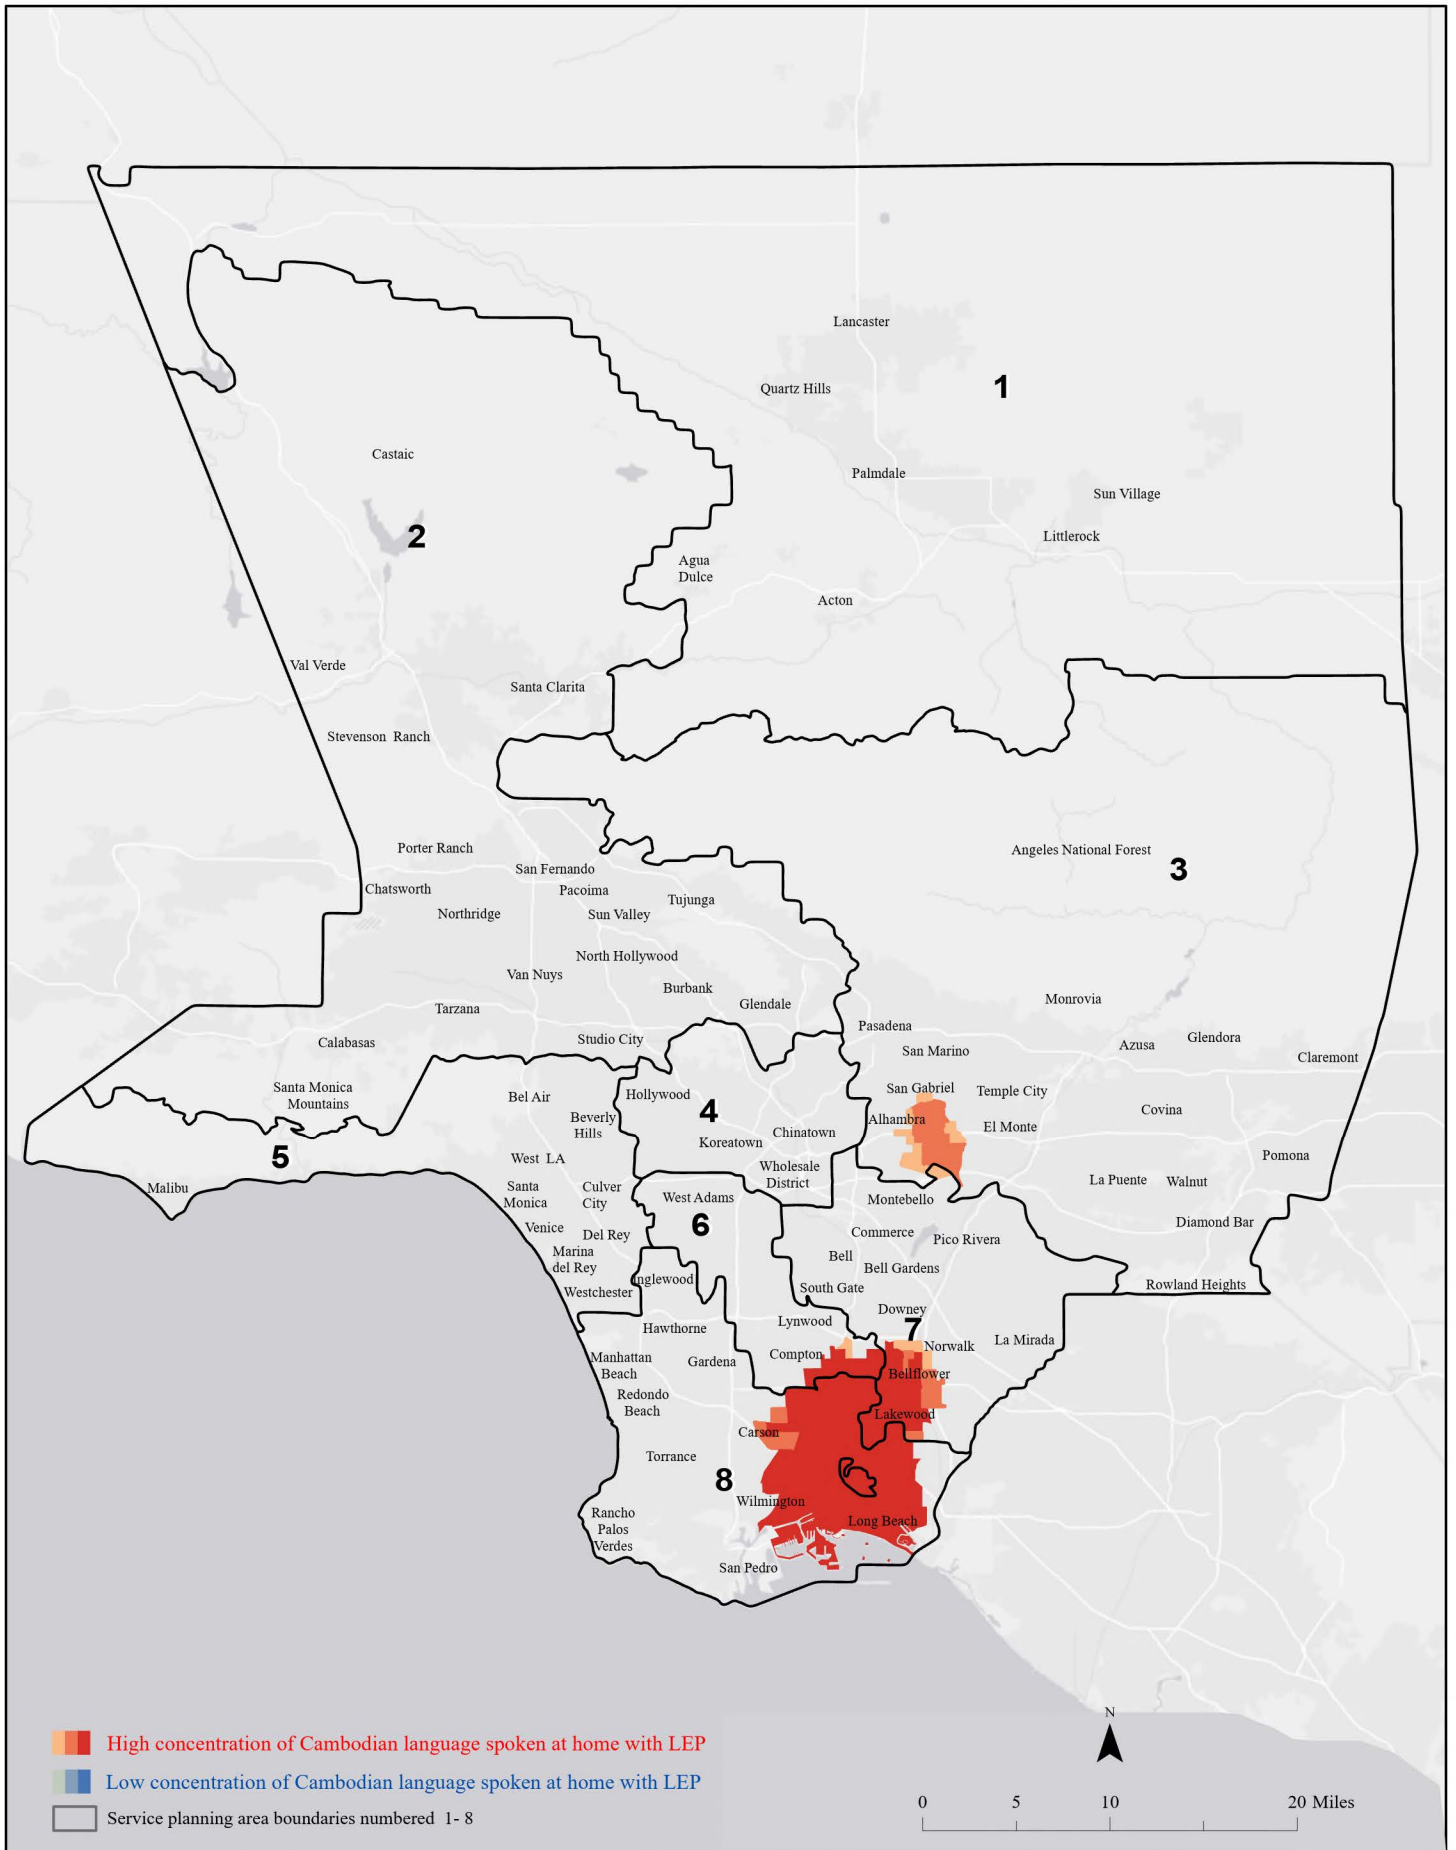 Lancaster
1
Quartz Hills
Castaic
Palmdale
Sun Village
2
Littlerock
Agua
Dulce
Acton
Val Verde
Santa Clarita
Stevenson Ranch
Porter Ranch
Angeles National Forest
3
San Fernando
Chatsworth
Pacoima
Tujunga
Northridge
Sun Valley
North Hollywood
Van Nuys
Burbank
Monrovia
Glendale
Tarzana
Pasadena
Studio City
Glendora
Calabasas
Azusa
San Marino
Claremont
Santa Monica
Mountains
San Gabriel
Temple City
Bel Air
Hollywood
4
Covina
Beverly
Hills
Alhambra
El Monte
Koreatown
Chinatown
5
West LA
Pomona
Wholesale
District
La Puente
Walnut
Malibu
Santa
Monica
Culver
City
West Adams
Montebello
6
Diamond Bar
Venice
Del Rey
Commerce
Pico Rivera
Marina
del Rey
Bell
Bell Gardens
Inglewood
Rowland Heights
Westchester
South Gate
Downey
Lynwood
7
Hawthorne
La Mirada
Norwalk
Manhattan
Beach
Gardena
Compton
Bellflower
Redondo
Beach
Lakewood
Carson
Torrance
8
Wilmington
Rancho
Palos
Verdes
Long Beach
San Pedro
N
High concentration of Cambodian language spoken at home with LEP
Low concentration of Cambodian language spoken at home with LEP
Service planning area boundaries numbered 1- 8
0 5 10 20 Miles